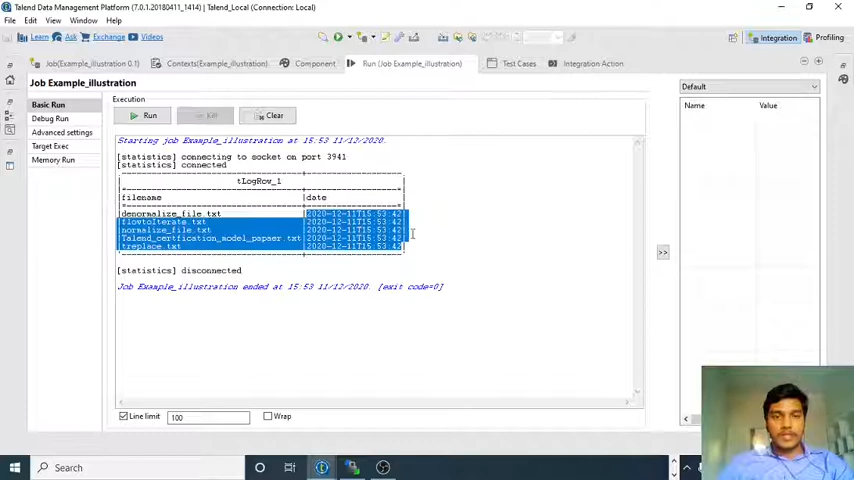 Talend Data Management Platform (7.0.1.20180411_1414) | Talend_Local (Connection: Local)
File Edit View Window Help
Learn Ask Exchange Videos Integration Profiling
Job(Example_illustration 0.1) Contexts(Example_illustration) Component Run (Job Example_illustration) Test Cases Integration Action
Job Example_illustration
Default
Basic Run
Debug Run
Advanced settings
Target Exec
Memory Run
Execution
Run Kill Clear
Name Value
Starting job Example_illustration at 15:53 11/12/2020.
[statistics] connecting to socket on port 3941
[statistics] connected
tLogRow_1
filename |date
|denormalize_file.txt |2020-12-11T15:53:42|
|flowtoIterate.txt |2020-12-11T15:53:42|
|normalize_file.txt |2020-12-11T15:53:42|
|Talend_certfication_model_papaer.txt|2020-12-11T15:53:42|
|treplace.txt |2020-12-11T15:53:42|
[statistics] disconnected
Job Example_illustration ended at 15:53 11/12/2020. [exit code=0]
>>
Line limit 100 Wrap
Search